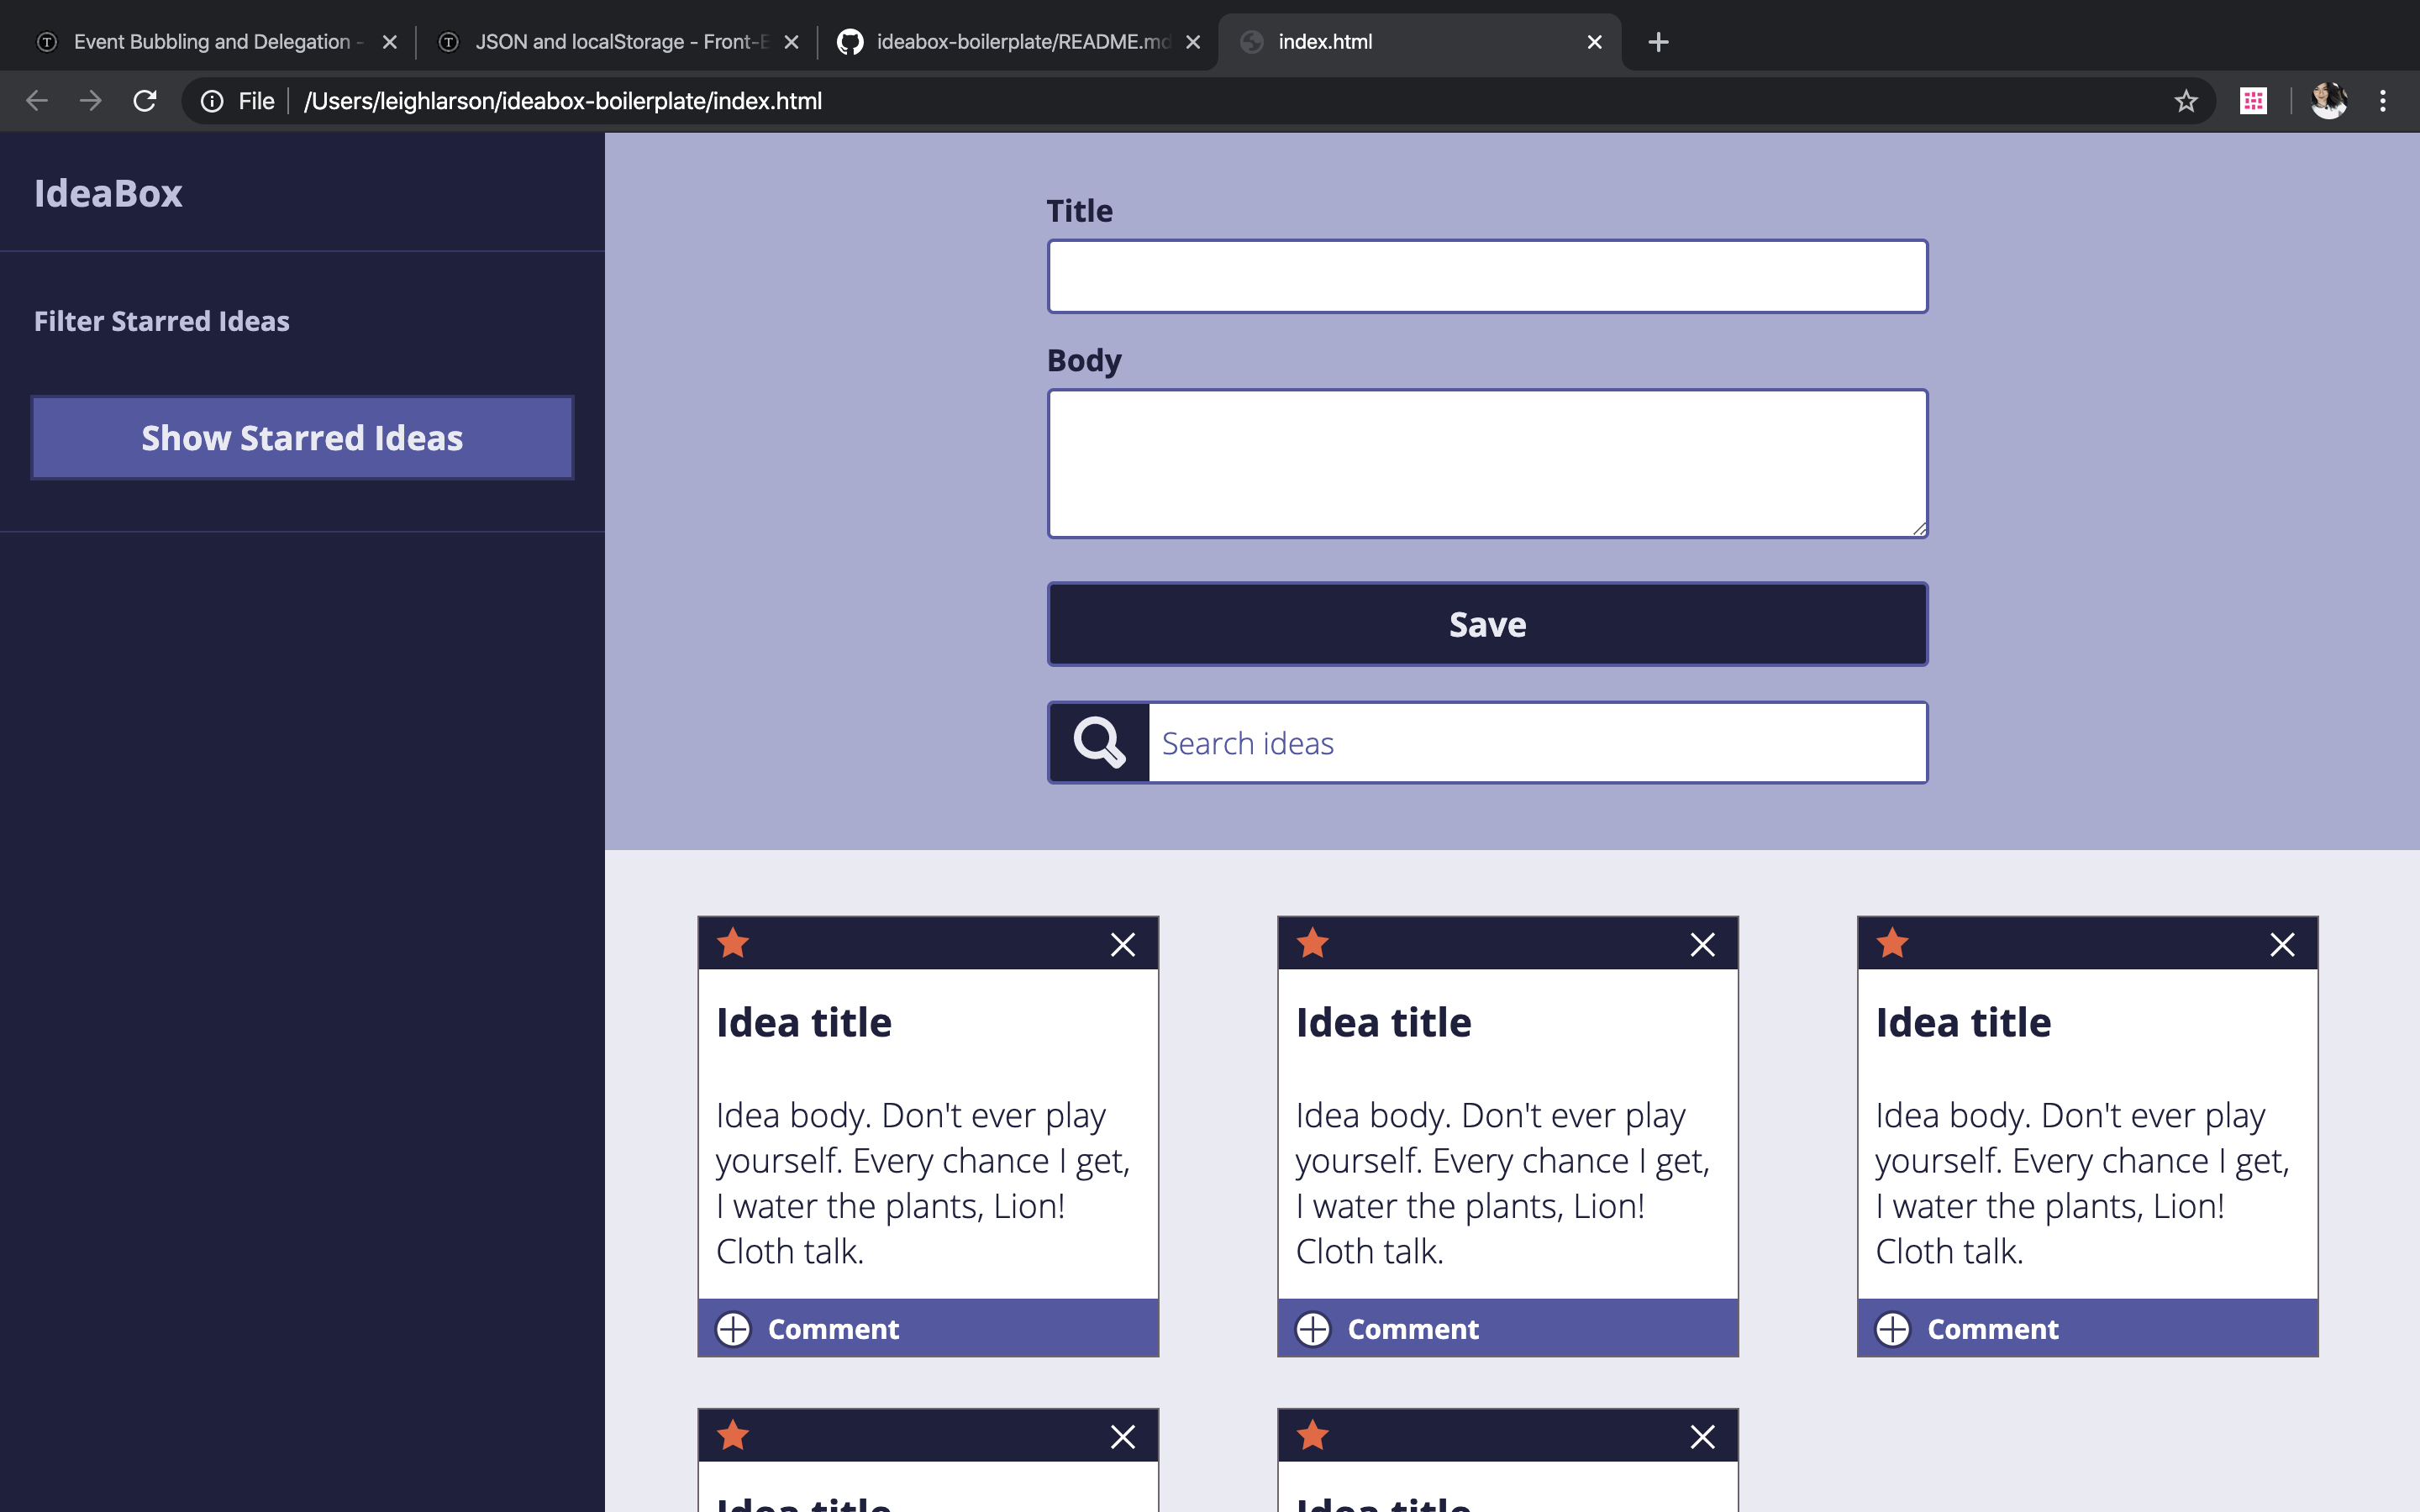 Event Bubbling and Delegation -
JSON and localStorage - Front-E
ideabox-boilerplate/README.md
index.html
File
/Users/leighlarson/ideabox-boilerplate/index.html
IdeaBox
Filter Starred Ideas
Show Starred Ideas
Title
Body
Save
Search ideas
Idea title
Idea body. Don't ever play
yourself. Every chance I get,
I water the plants, Lion!
Cloth talk.
Comment
Idea title
Idea body. Don't ever play
yourself. Every chance I get,
I water the plants, Lion!
Cloth talk.
Comment
Idea title
Idea body. Don't ever play
yourself. Every chance I get,
I water the plants, Lion!
Cloth talk.
Comment
Idea title
Idea title